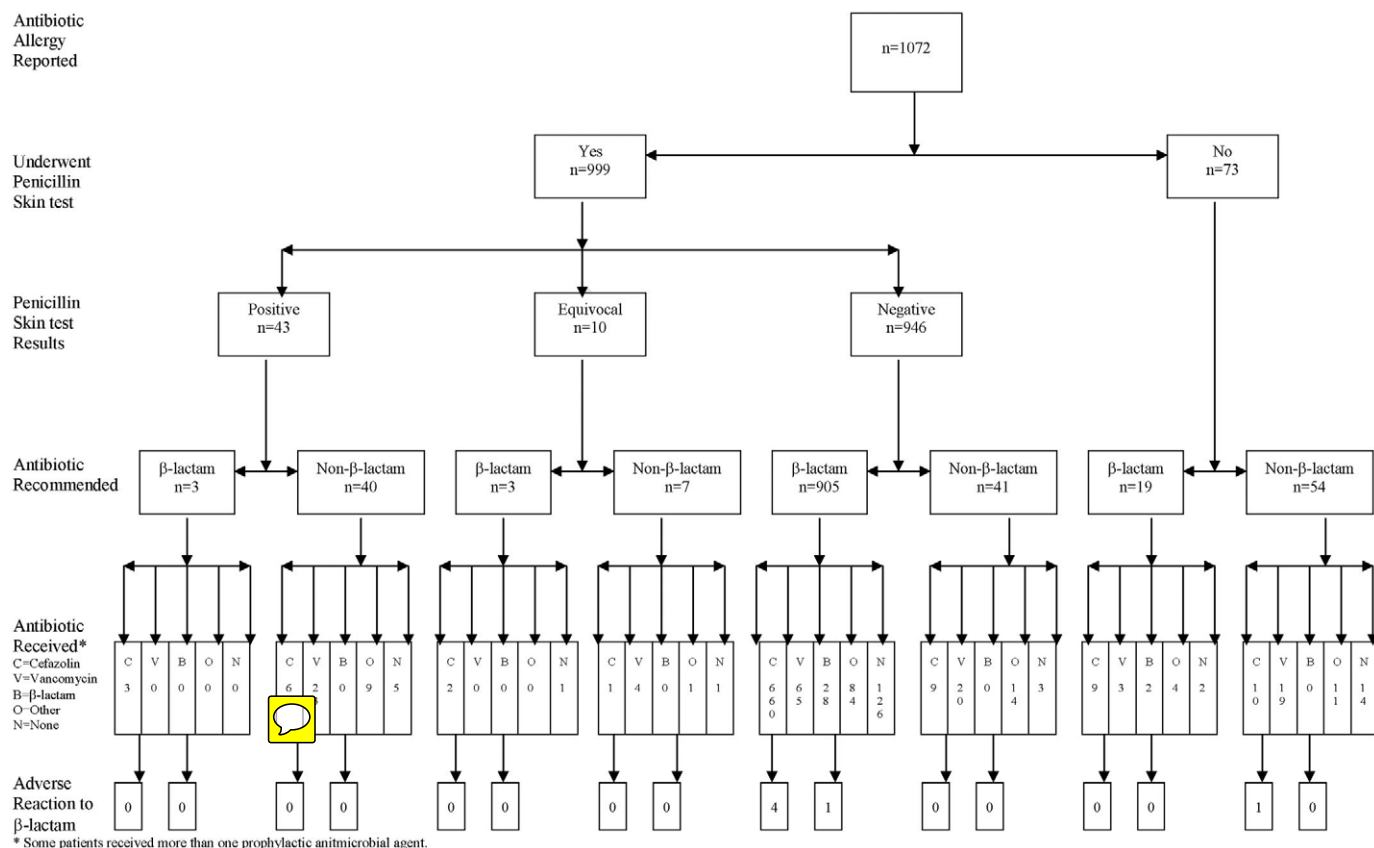 Antibiotic
Allergy
Reported
n=1072
Underwent
Penicillin
Skin test
Yes
n=999
No
n=73
Penicillin
Skin test
Results
Positive
n=43
Equivocal
n=10
Negative
n=946
Antibiotic
Recommended
β-lactam
n=3
Non-β-lactam
n=40
β-lactam
n=3
Non-β-lactam
n=7
β-lactam
n=905
Non-β-lactam
n=41
β-lactam
n=19
Non-β-lactam
n=54
Antibiotic
Received*
C=Cefazolin
V=Vancomycin
B=β-lactam
O=Other
N=None
C V B O N
3 0 0 0 0
C V B O N
6 2 0 9 5
C V B O N
2 0 0 0 1
C V B O N
1 4 0 1 1
C V B O N
660 65 28 84 126
C V B O N
9 20 0 14 3
C V B O N
9 3 2 4 2
C V B O N
10 19 0 11 14
Adverse
Reaction to
β-lactam
0 0 0 0 0 0 0 0 4 1 0 0 0 0 1 0
* Some patients received more than one prophylactic anitmicrobial agent.